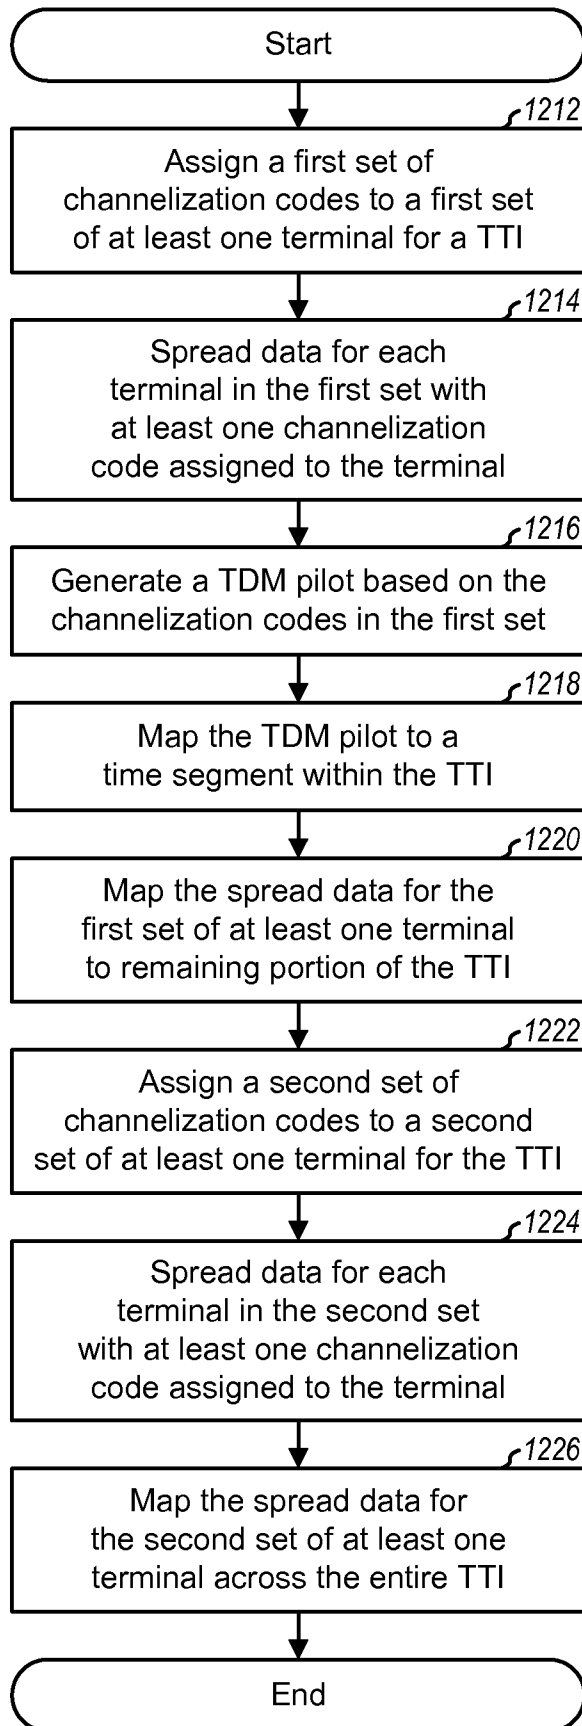 Start
1212
Assign a first set of
channelization codes to a first set
of at least one terminal for a TTI
1214
Spread data for each
terminal in the first set with
at least one channelization
code assigned to the terminal
1216
Generate a TDM pilot based on the
channelization codes in the first set
1218
Map the TDM pilot to a
time segment within the TTI
1220
Map the spread data for the
first set of at least one terminal
to remaining portion of the TTI
1222
Assign a second set of
channelization codes to a second
set of at least one terminal for the TTI
1224
Spread data for each
terminal in the second set
with at least one channelization
code assigned to the terminal
1226
Map the spread data for
the second set of at least one
terminal across the entire TTI
End